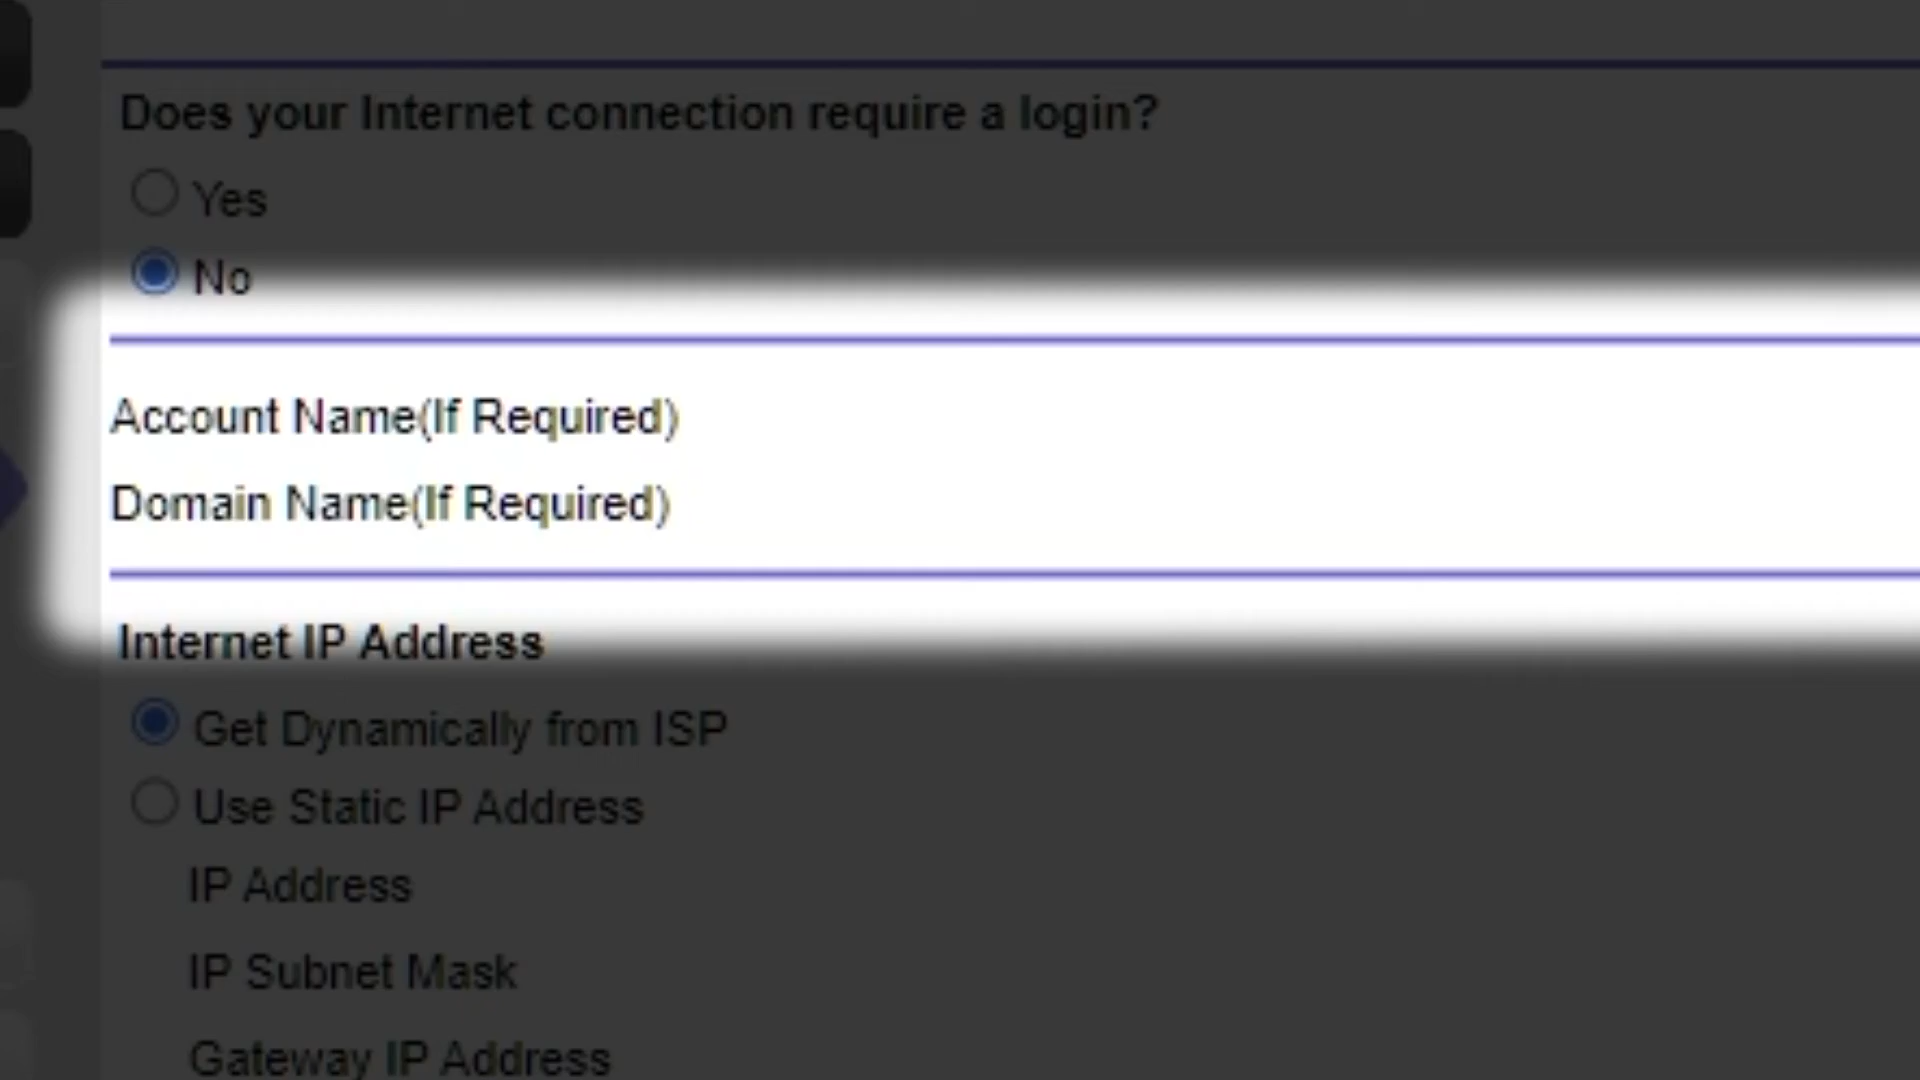 Does your Internet connection require a login?
Yes
No
Account Name(If Required)
Domain Name(If Required)
Internet IP Address
Get Dynamically from ISP
Use Static IP Address
IP Address
IP Subnet Mask
Gateway IP Address